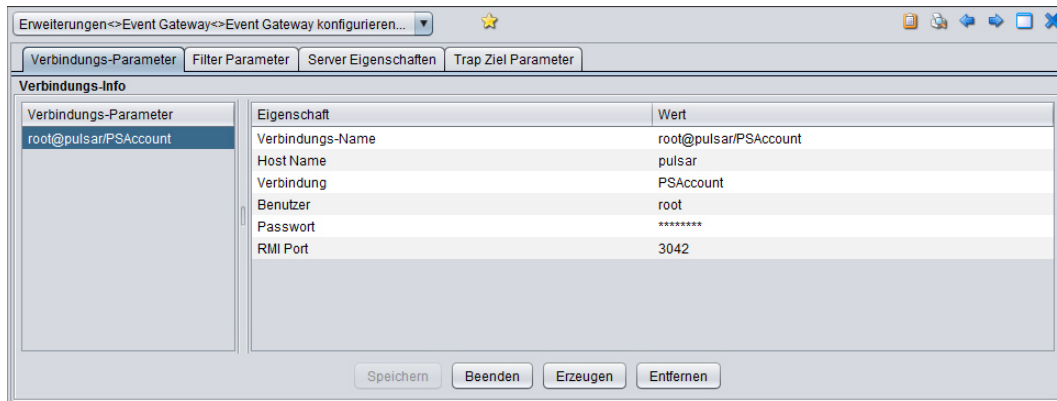 Erweiterungen<>Event Gateway<>Event Gateway konfigurieren...
Verbindungs-Parameter Filter Parameter Server Eigenschaften Trap Ziel Parameter
Verbindungs-Info
Verbindungs-Parameter Eigenschaft Wert
root@pulsar/PSAccount Verbindungs-Name root@pulsar/PSAccount
Host Name pulsar
Verbindung PSAccount
Benutzer root
Passwort ********
RMI Port 3042
Speichern Beenden Erzeugen Entfernen